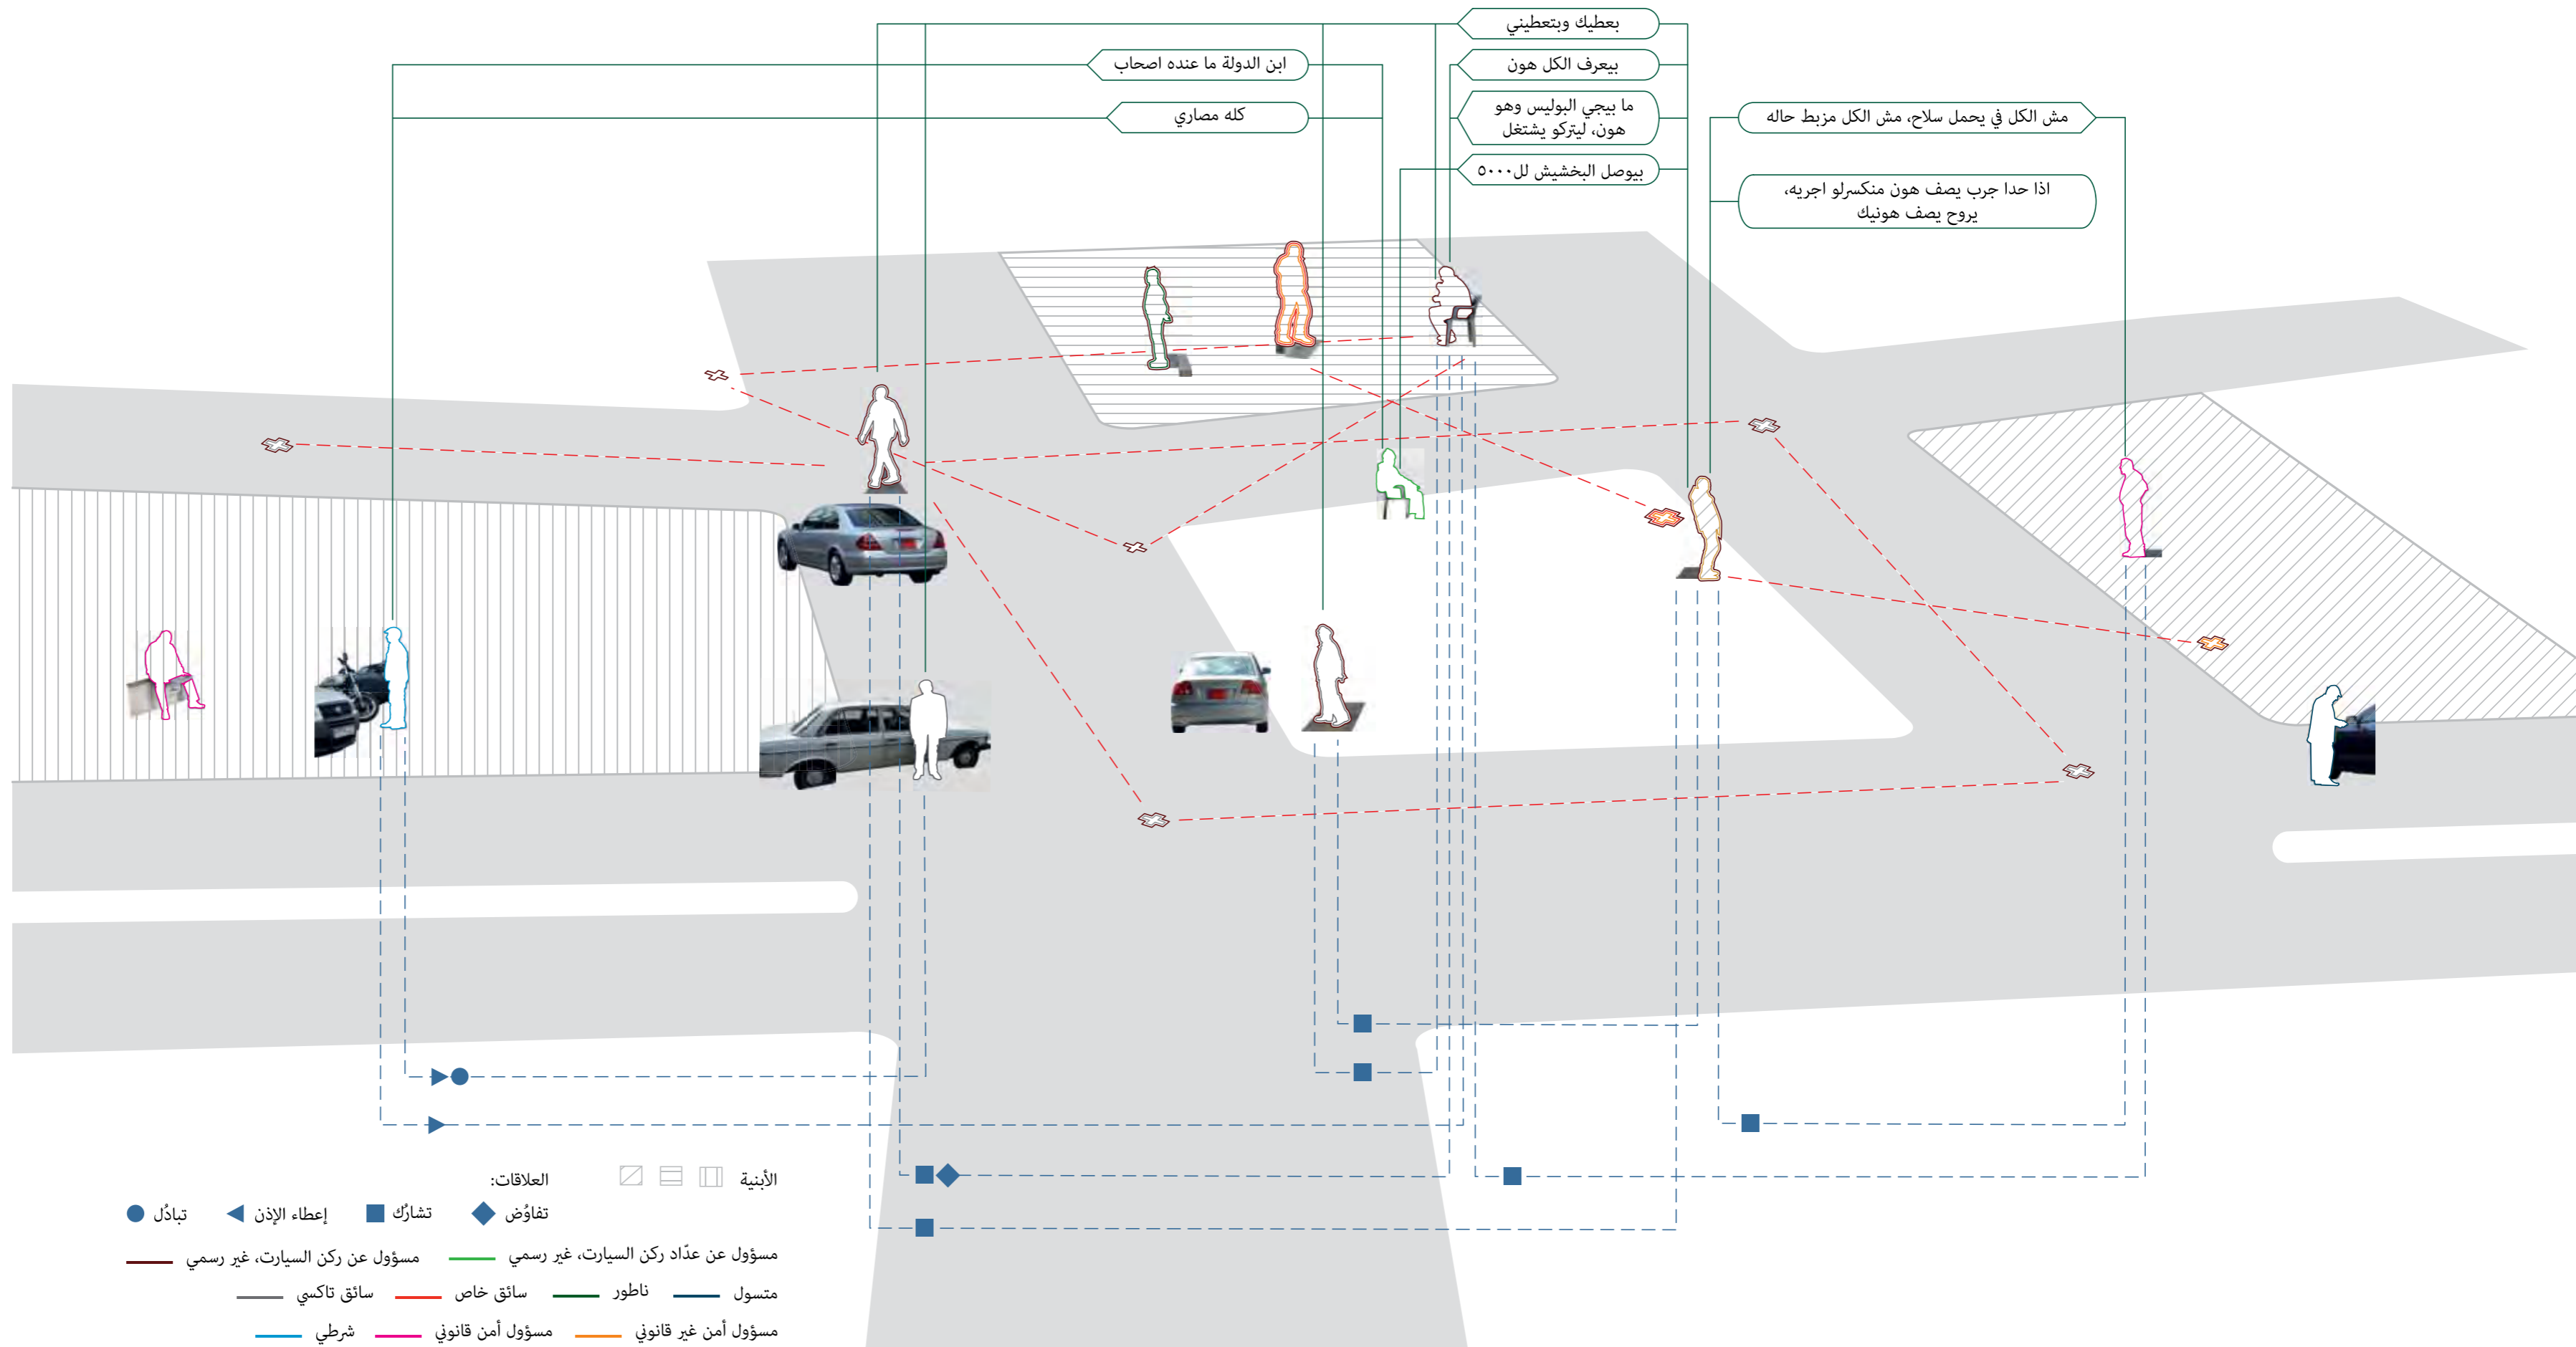 بعطيك وبتعطيني
بيعرف الكل هون
ما بيجي البوليس وهو
هون، ليتركو يشتغل
بيوصل البخشيش لل٥٠٠٠
ابن الدولة ما عنده اصحاب
كله مصاري
مش الكل في يحمل سلاح، مش الكل مزبط حاله
اذا حدا جرب يصف هون منكسرلو اجريه،
يروح يصف هونيك
الأبنية
العلاقات:
تفاوُض تشارُك إعطاء الإذن تبادُل
مسؤول عن عدّاد ركن السيارت، غير رسمي مسؤول عن ركن السيارت، غير رسمي
متسول ناطور سائق خاص سائق تاكسي
مسؤول أمن غير قانوني مسؤول أمن قانوني شرطي